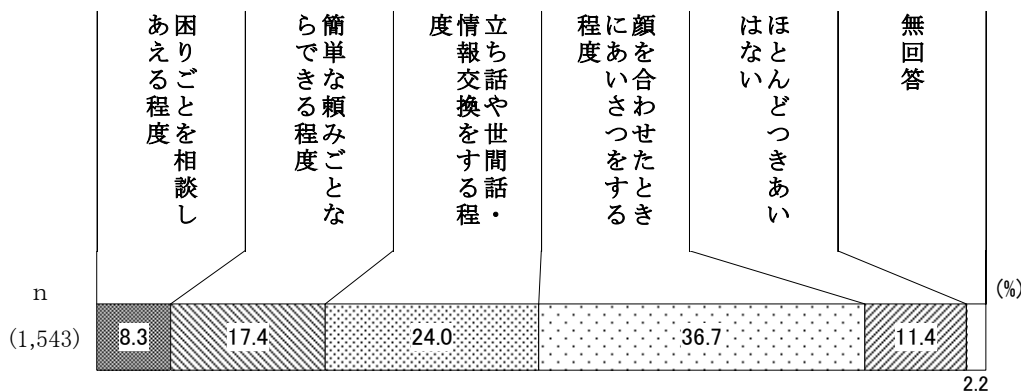 困りごとを相談し
あえる程度
簡単な頼みごとな
らできる程度
立ち話や世間話・
情報交換をする程
度
顔を合わせたとき
にあいさつをする
程度
ほとんどつきあい
はない
無回答
(%)
n
(1,543)
8.3
17.4
24.0
36.7
11.4
2.2